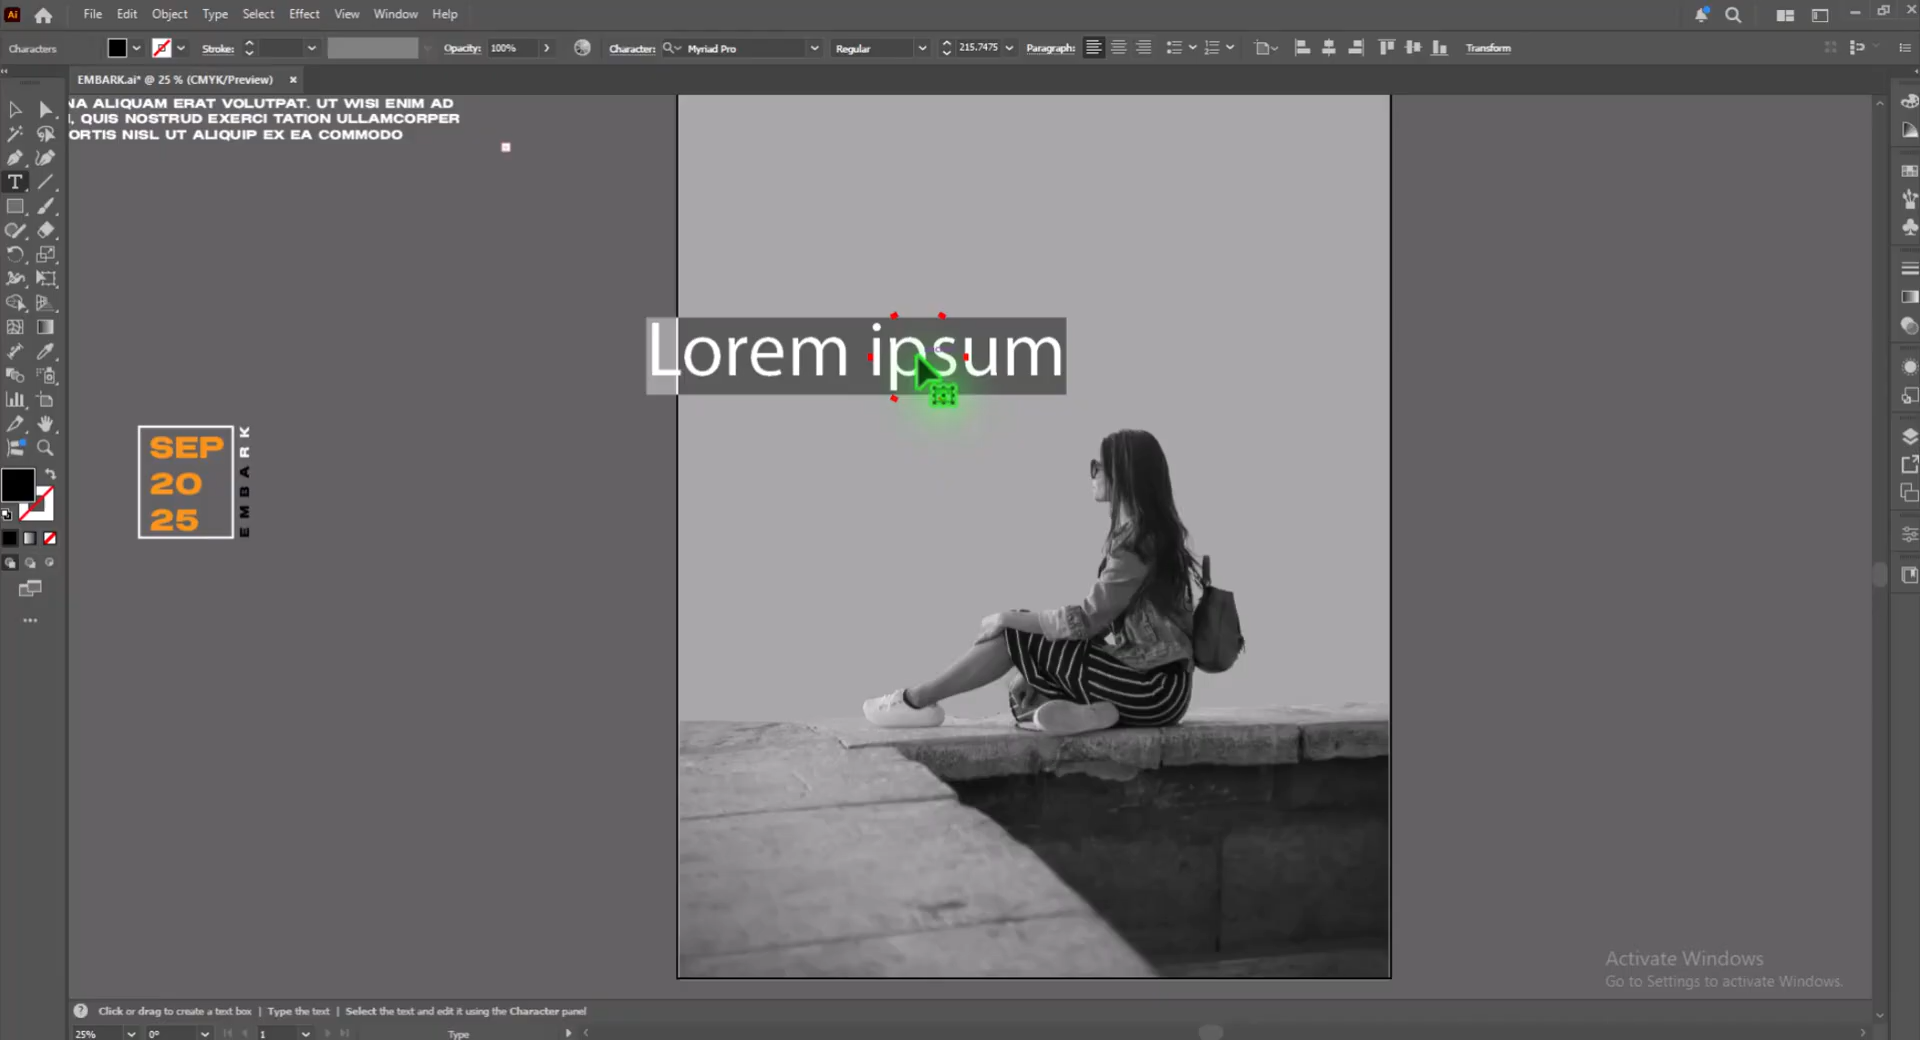 Ai File Edit Object Type Select Effect View Window Help
Characters Stroke: Opacity: 100% Character: Myriad Pro Regular 215.7475 Paragraph: Transform
EMBARK.ai* @ 25 % (CMYK/Preview) ×
NA ALIQUAM ERAT VOLUTPAT. UT WISI ENIM AD
, QUIS NOSTRUD EXERCI TATION ULLAMCORPER
ORTIS NISL UT ALIQUIP EX EA COMMODO
Lorem ipsum
SEP
20
25
EMBARK
Activate Windows
Go to Settings to activate Windows.
Click or drag to create a text box | Type the text | Select the text and edit it using the Character panel
25% 0° 1 Type